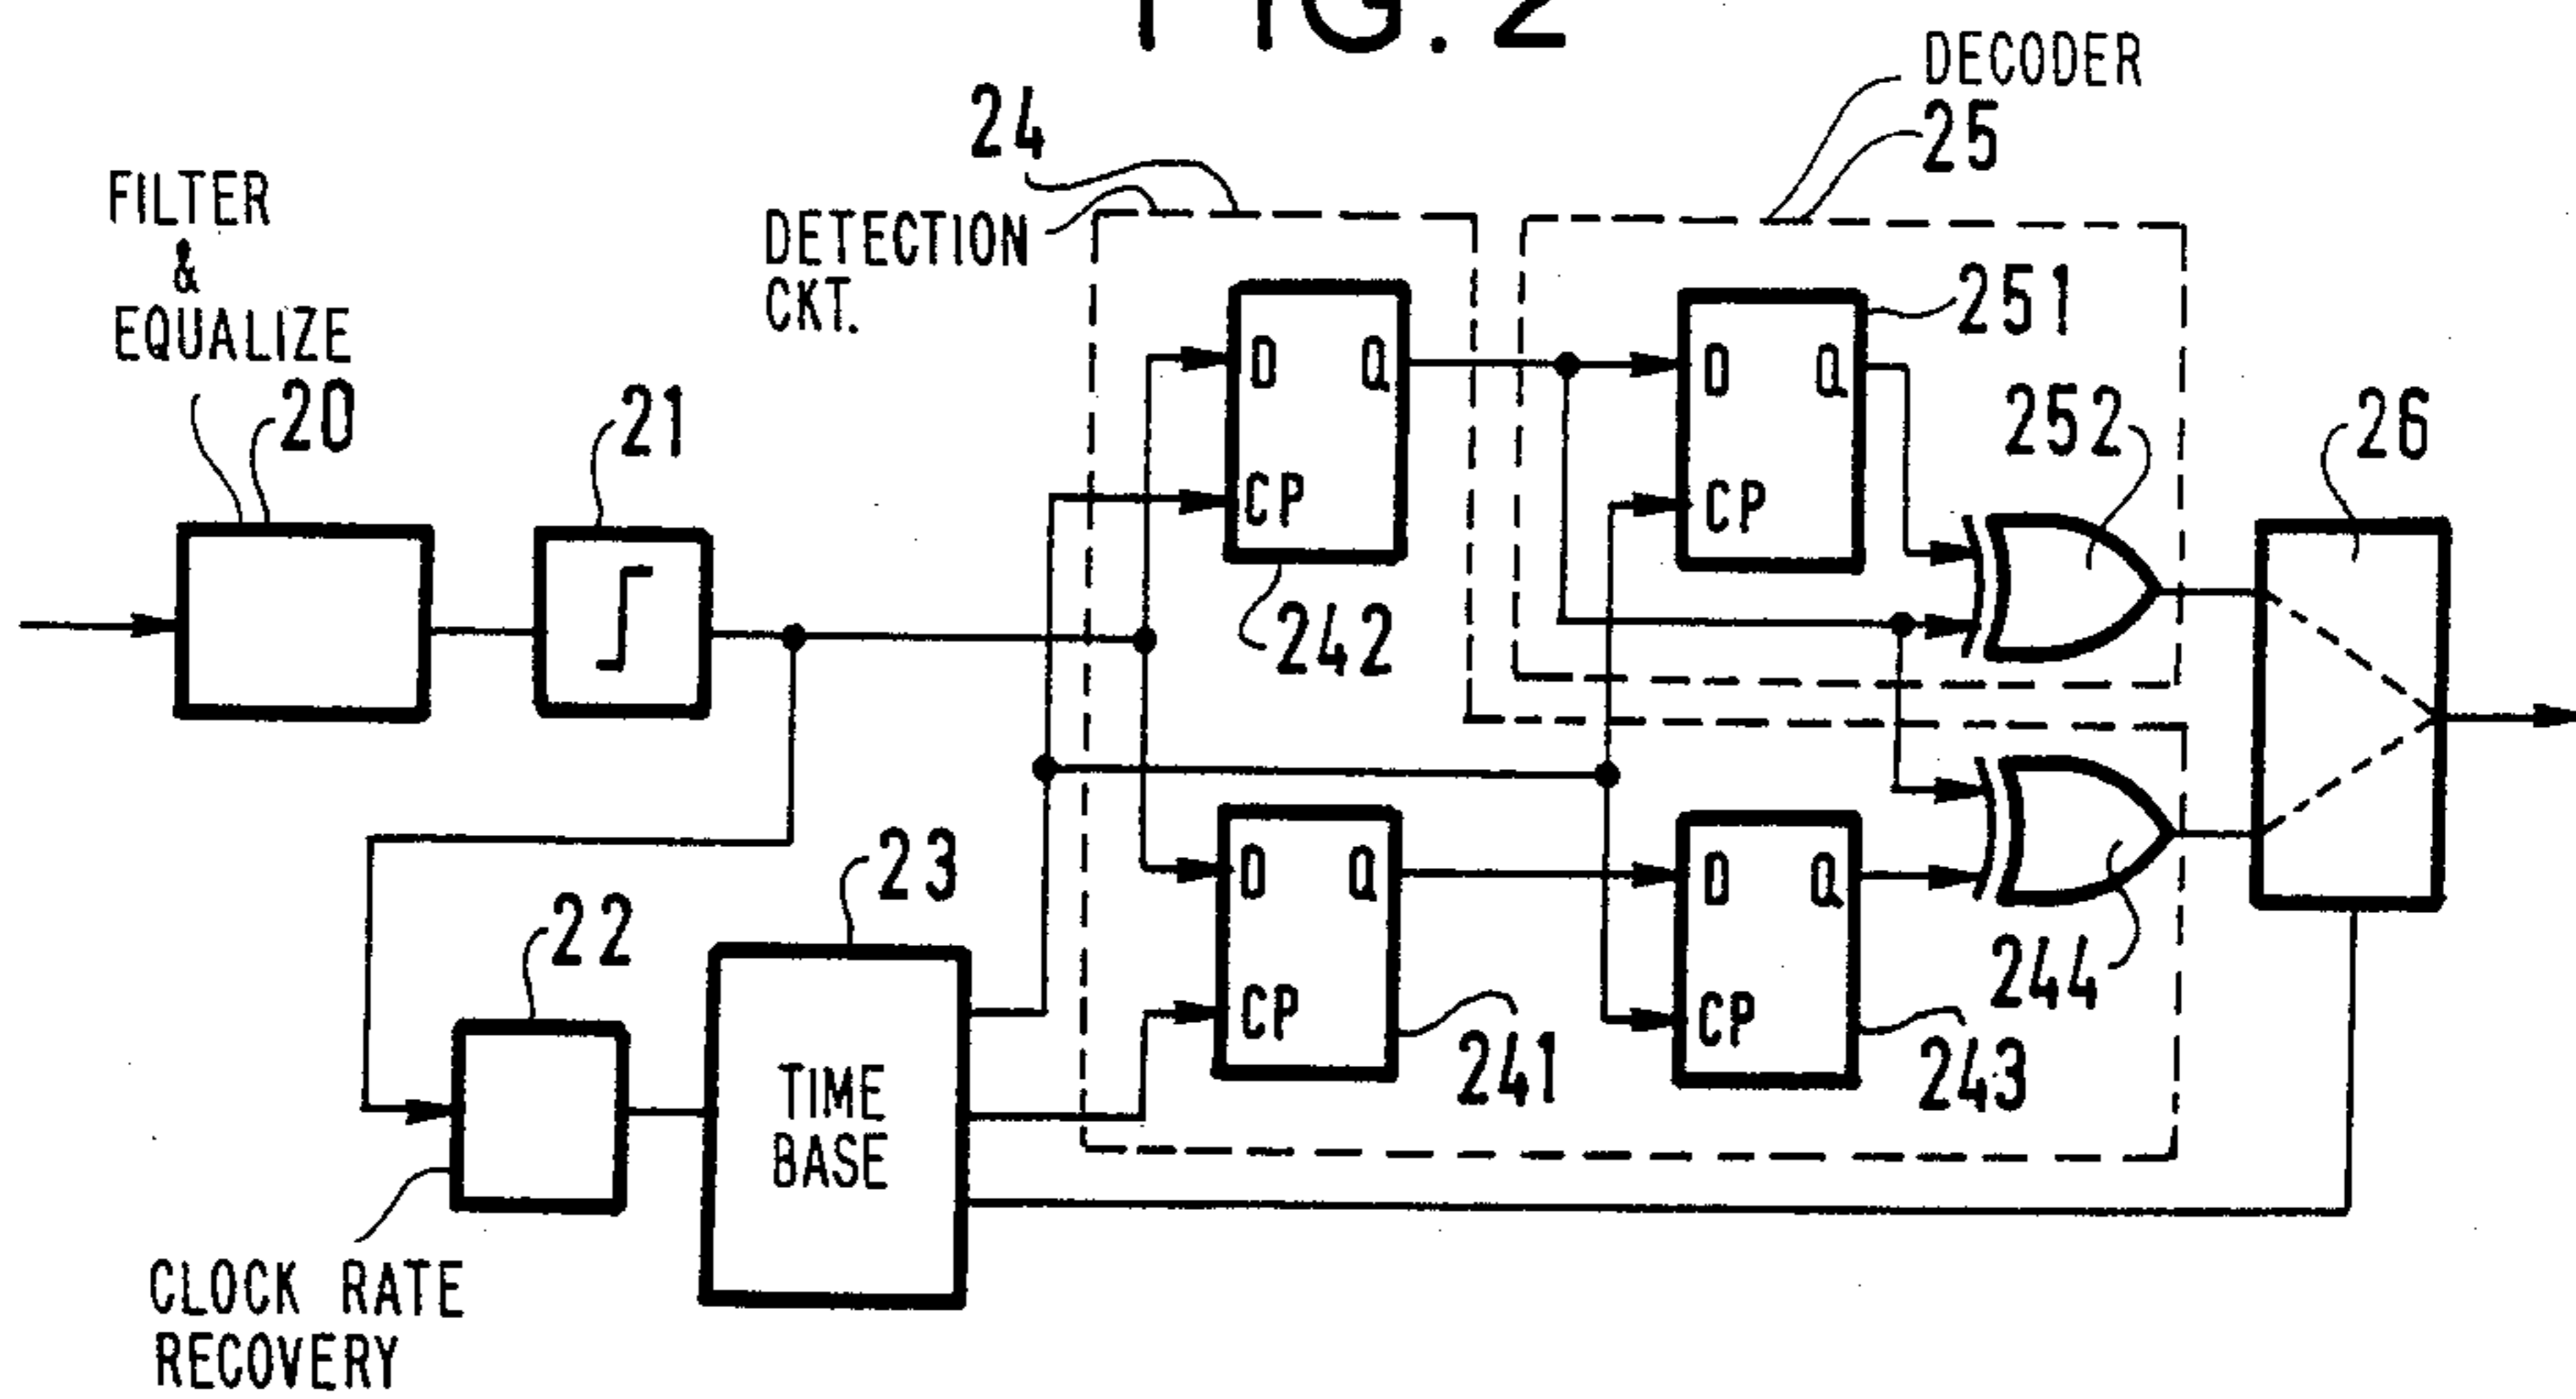 FIG. 2
DECODER
25
24
DETECTION
CKT.
FILTER
&
EQUALIZE
20
21
251
252
26
D Q
CP
242
D Q
CP
22
23
TIME
BASE
D Q
CP
241
D Q
CP
243
244
CLOCK RATE
RECOVERY